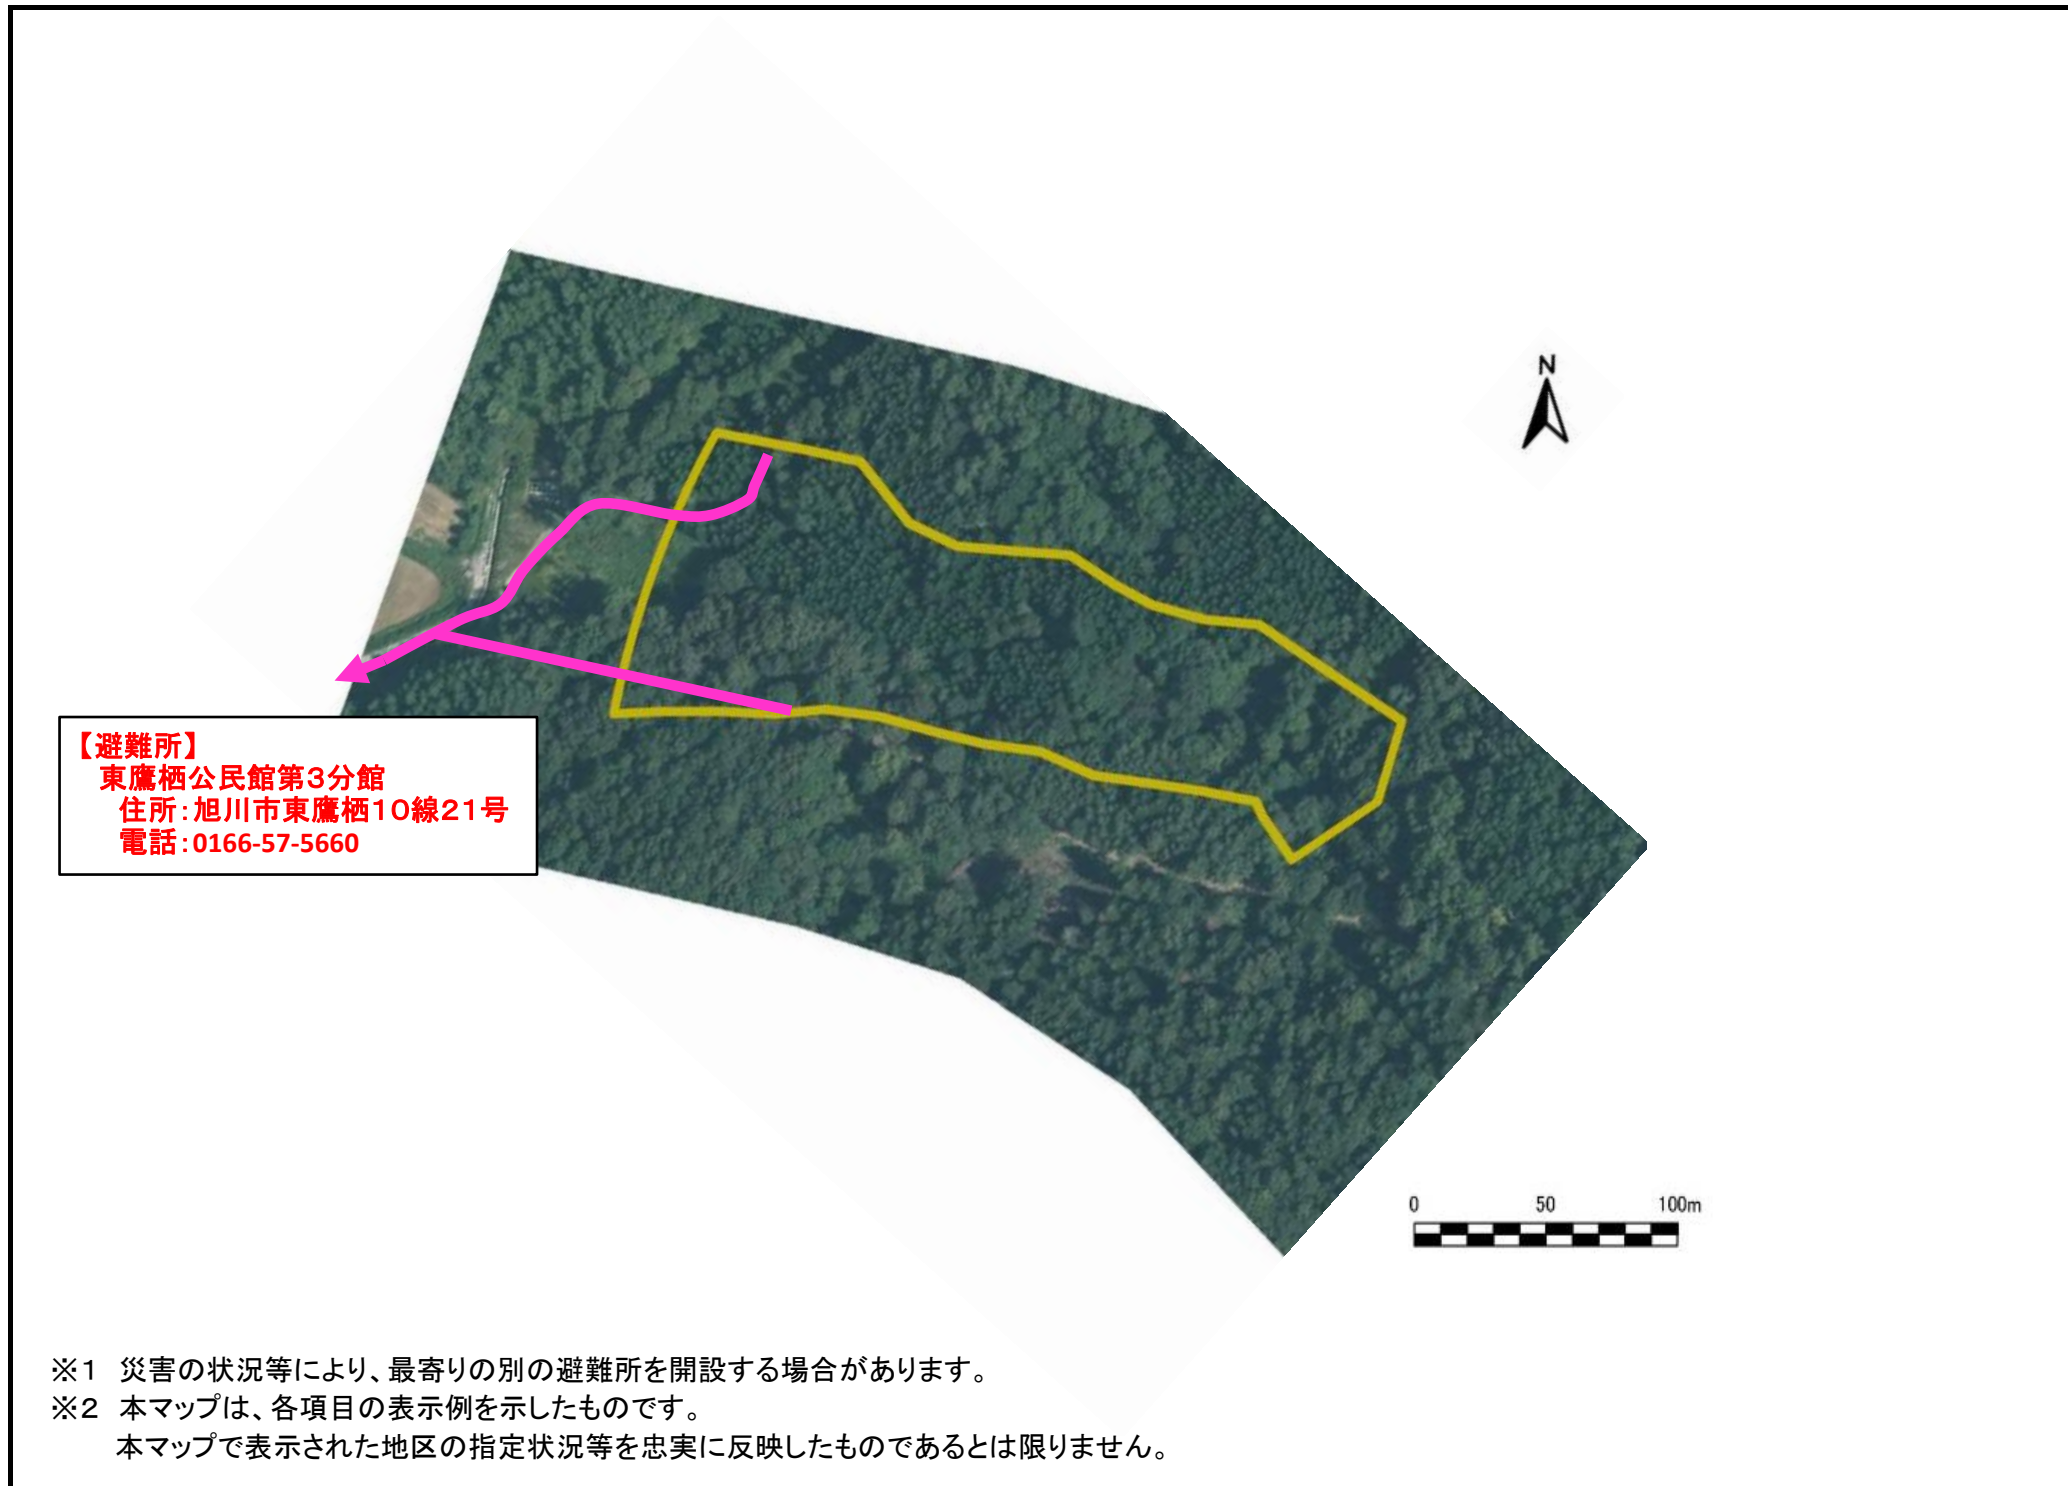 N
【避難所】
東鷹栖公民館第3分館
住所:旭川市東鷹栖10線21号
電話:0166-57-5660
0 50 100m
※1 災害の状況等により、最寄りの別の避難所を開設する場合があります。
※2 本マップは、各項目の表示例を示したものです。
本マップで表示された地区の指定状況等を忠実に反映したものであるとは限りません。